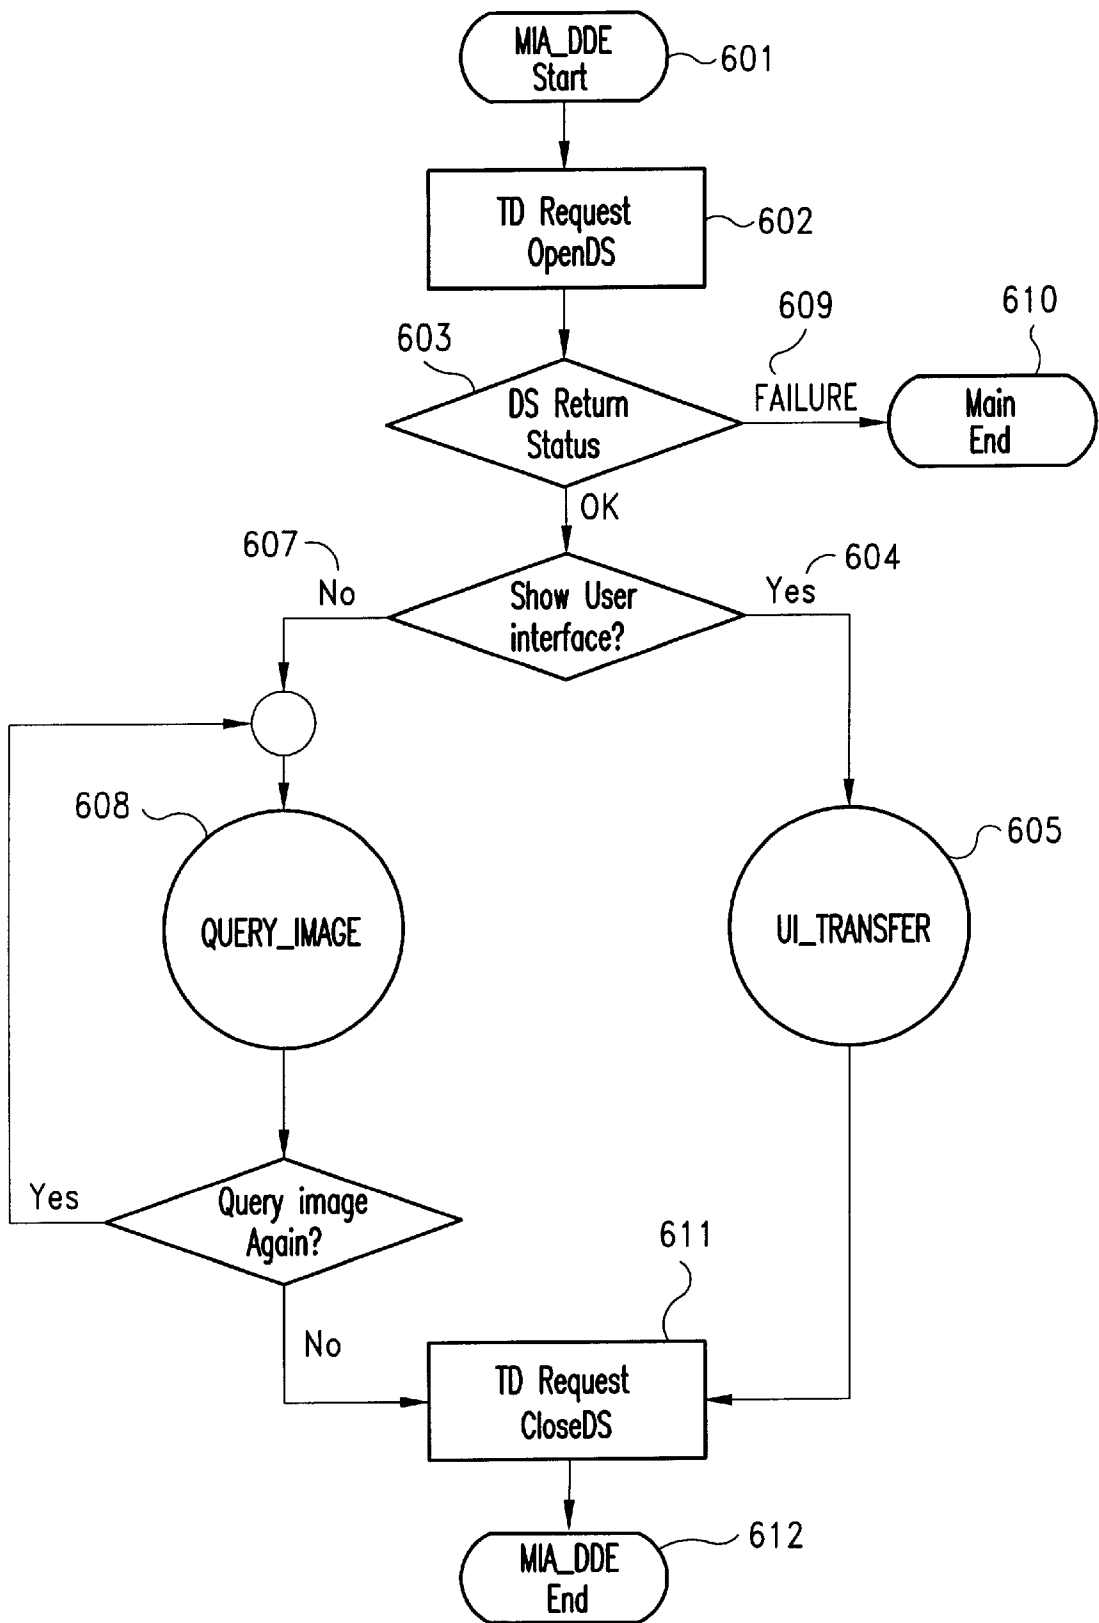 MIA_DDE
Start
601
TD Request
OpenDS
602
603
DS Return
Status
609
FAILURE
610
Main
End
OK
607
No
Show User
interface?
604
Yes
608
QUERY_IMAGE
605
UI_TRANSFER
Yes
Query image
Again?
No
611
TD Request
CloseDS
MIA_DDE
End
612